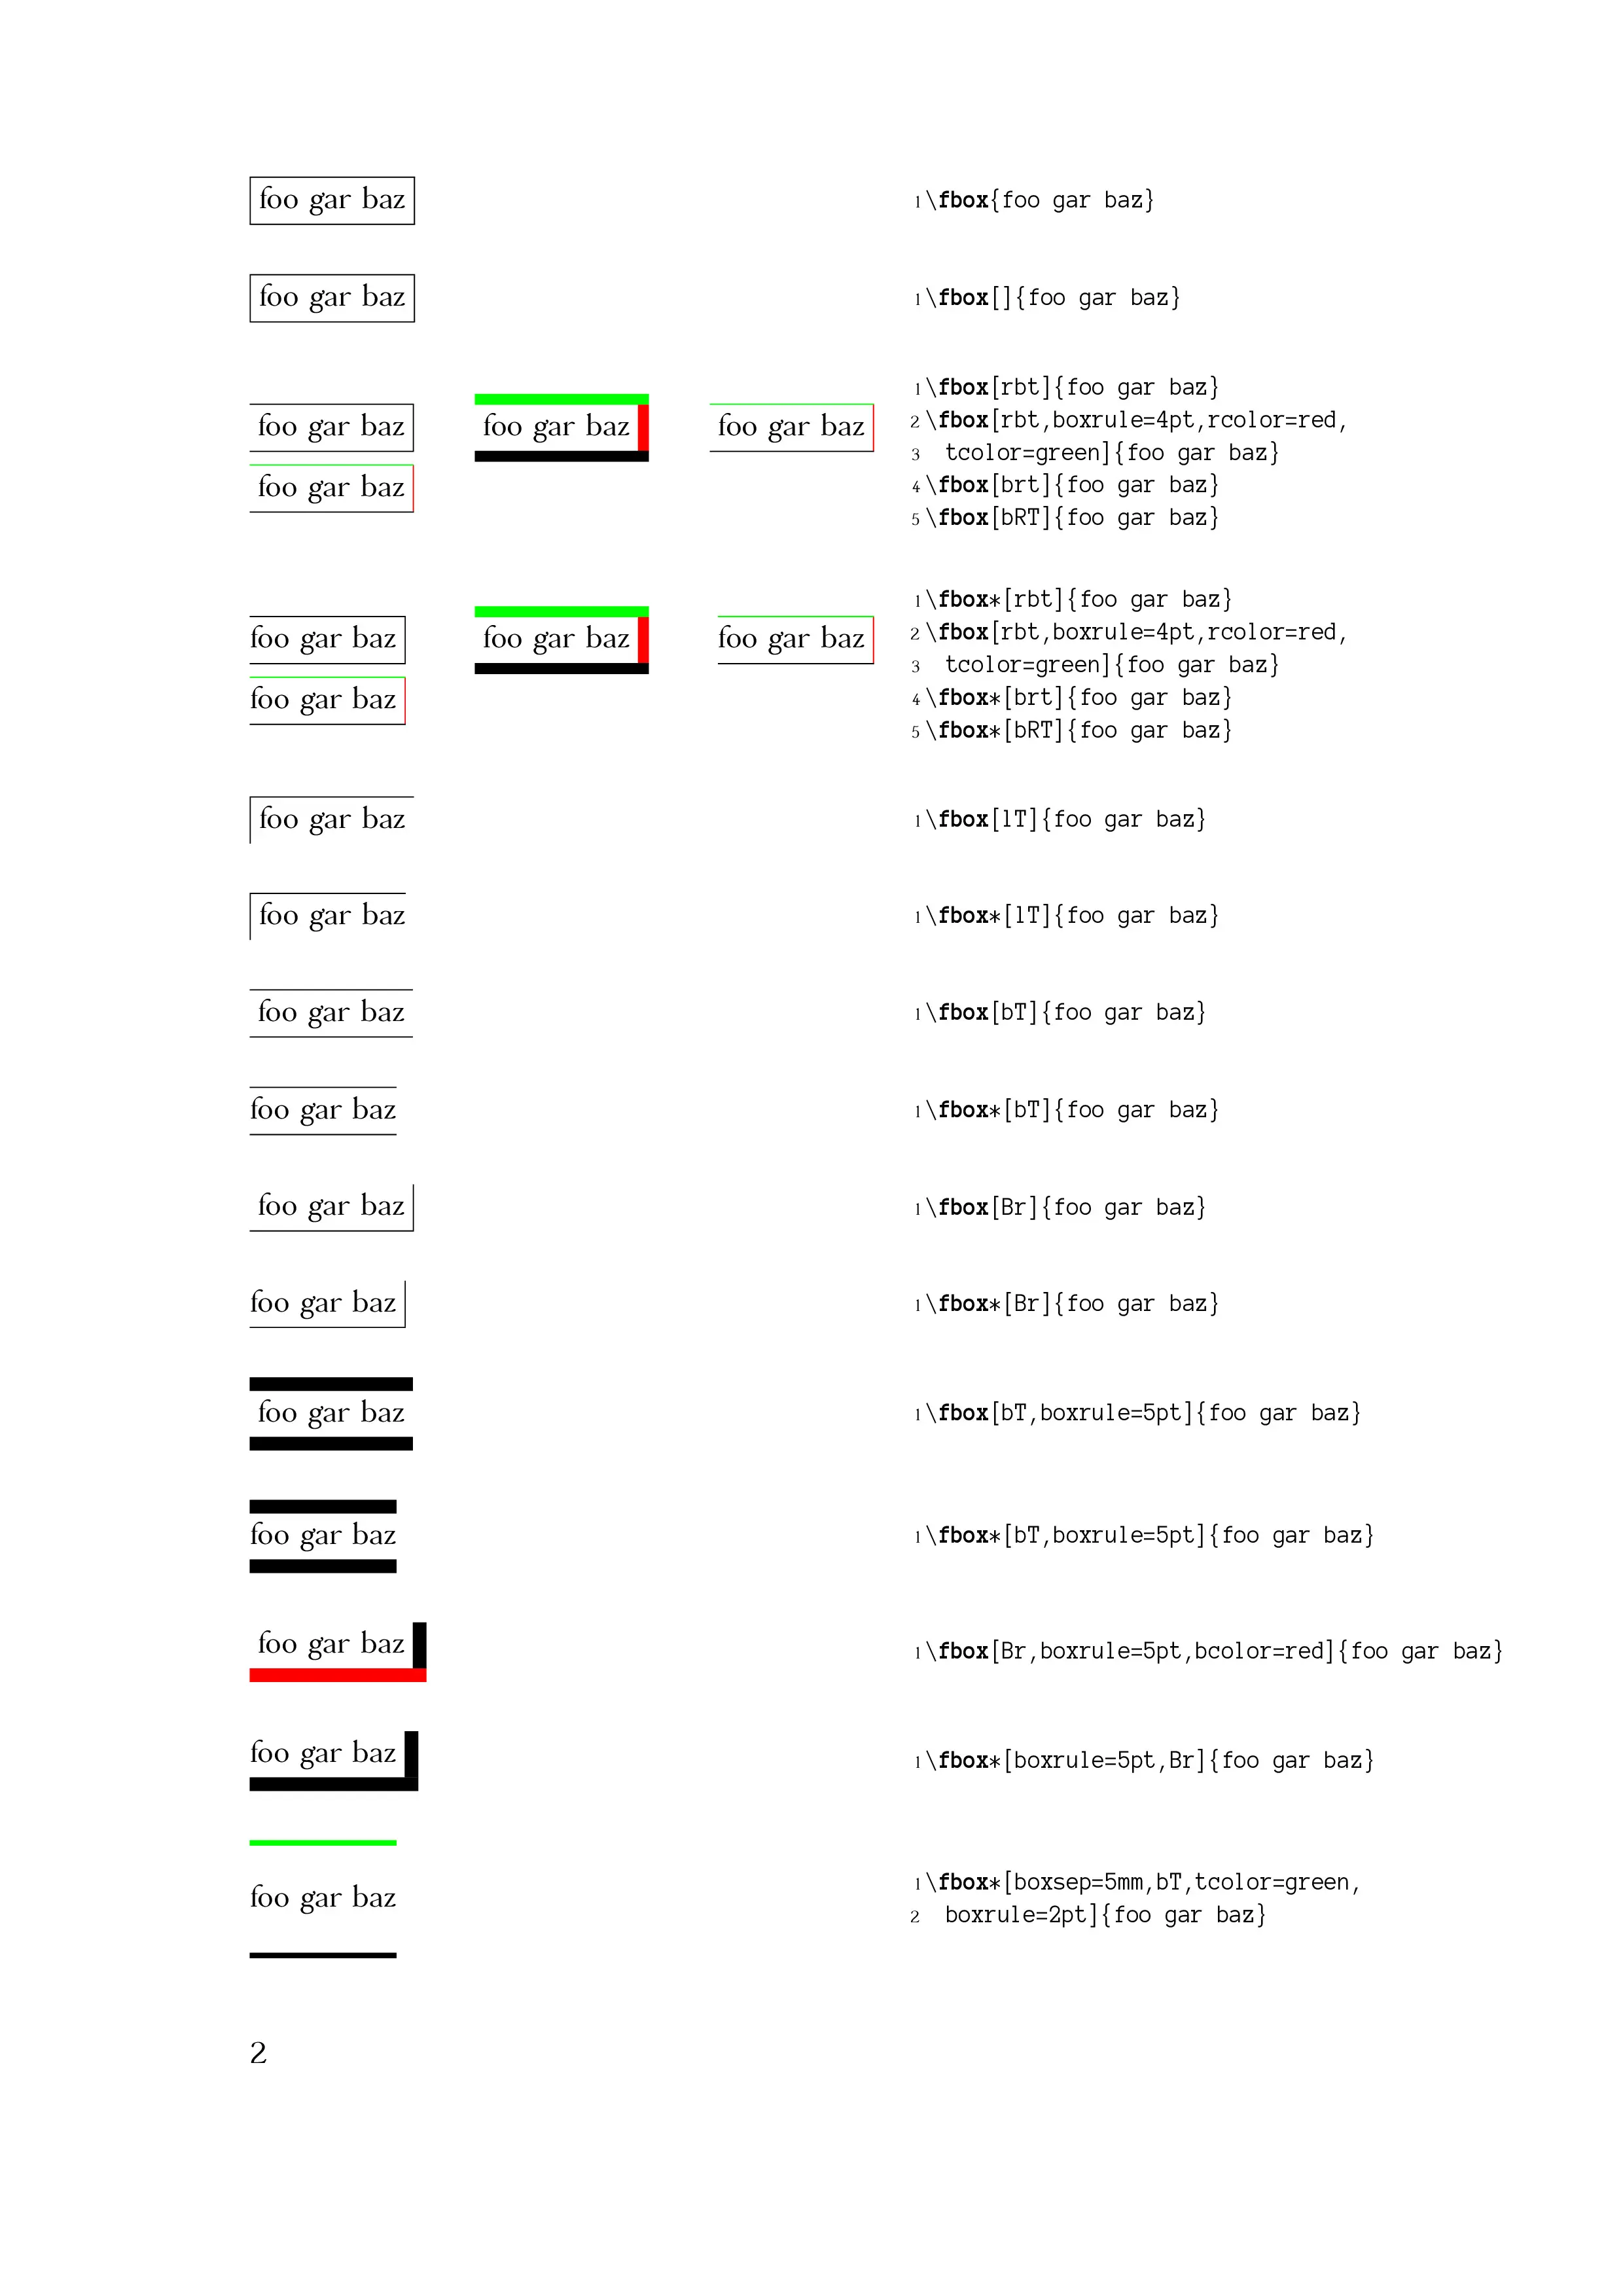 foo gar baz
1\fbox{foo gar baz}
foo gar baz
1\fbox[]{foo gar baz}
foo gar baz foo gar baz foo gar baz
foo gar baz
1\fbox[rbt]{foo gar baz}
2\fbox[rbt,boxrule=4pt,rcolor=red,
3 tcolor=green]{foo gar baz}
4\fbox[brt]{foo gar baz}
5\fbox[bRT]{foo gar baz}
foo gar baz foo gar baz foo gar baz
foo gar baz
1\fbox*[rbt]{foo gar baz}
2\fbox[rbt,boxrule=4pt,rcolor=red,
3 tcolor=green]{foo gar baz}
4\fbox*[brt]{foo gar baz}
5\fbox*[bRT]{foo gar baz}
foo gar baz
1\fbox[lT]{foo gar baz}
foo gar baz
1\fbox*[lT]{foo gar baz}
foo gar baz
1\fbox[bT]{foo gar baz}
foo gar baz
1\fbox*[bT]{foo gar baz}
foo gar baz
1\fbox[Br]{foo gar baz}
foo gar baz
1\fbox*[Br]{foo gar baz}
foo gar baz
1\fbox[bT,boxrule=5pt]{foo gar baz}
foo gar baz
1\fbox*[bT,boxrule=5pt]{foo gar baz}
foo gar baz
1\fbox[Br,boxrule=5pt,bcolor=red]{foo gar baz}
foo gar baz
1\fbox*[boxrule=5pt,Br]{foo gar baz}
foo gar baz
1\fbox*[boxsep=5mm,bT,tcolor=green,
2 boxrule=2pt]{foo gar baz}
2